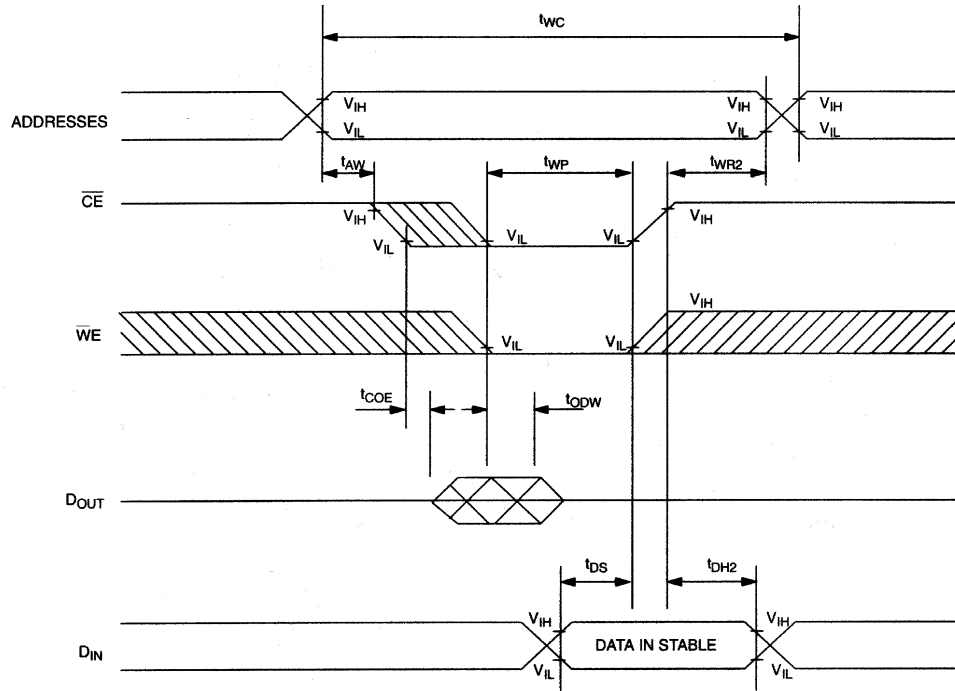 tWC
ADDRESSES
VIH
VIL
VIH
VIL
VIH
VIL
tAW
tWP
tWR2
CE
VIH
VIL
VIL
VIL
VIH
WE
VIL
VIL
VIH
tCOE
tODW
DOUT
tDS
tDH2
DIN
VIH
VIL
DATA IN STABLE
VIH
VIL